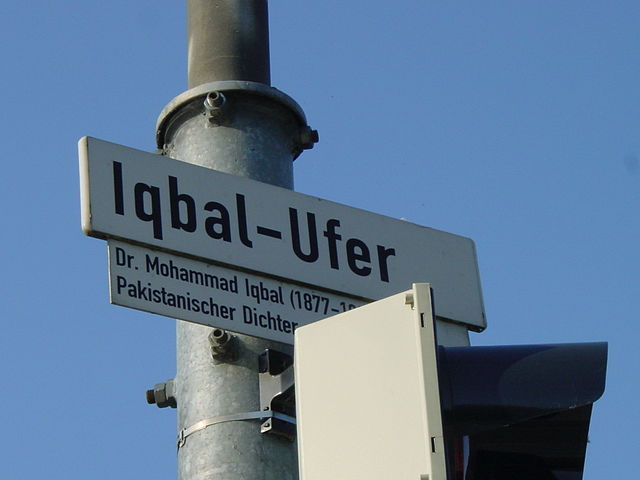 Iqbal-Ufer
Dr. Mohammad Iqbal (1877-
Pakistanischer Dichter